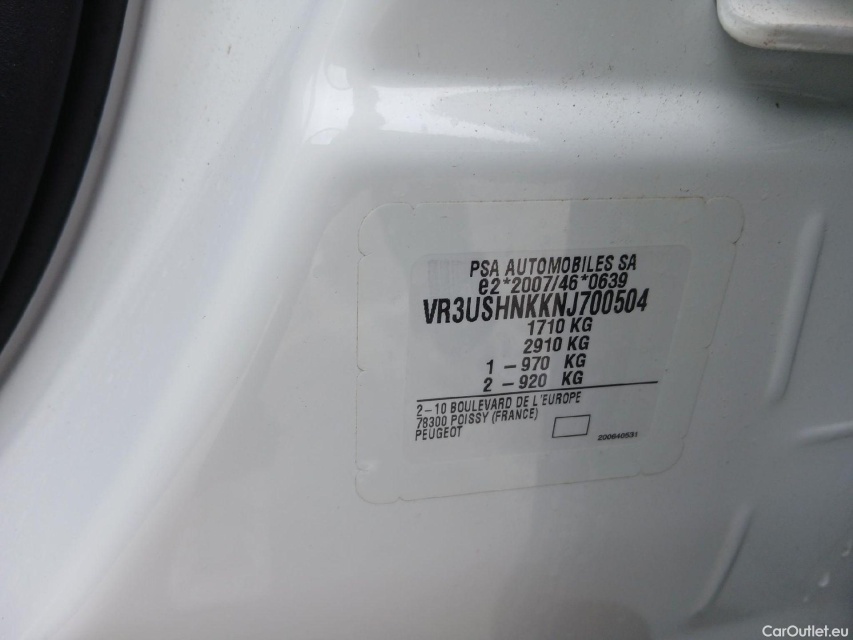 PSA AUTOMOBILES SA
e2*2007/46*0639
VR3USHNKKNJ700504
1710 KG
2910 KG
1 – 970 KG
2 – 920 KG
2–10 BOULEVARD DE L'EUROPE
78300 POISSY (FRANCE)
PEUGEOT
200640531
CarOutlet.eu